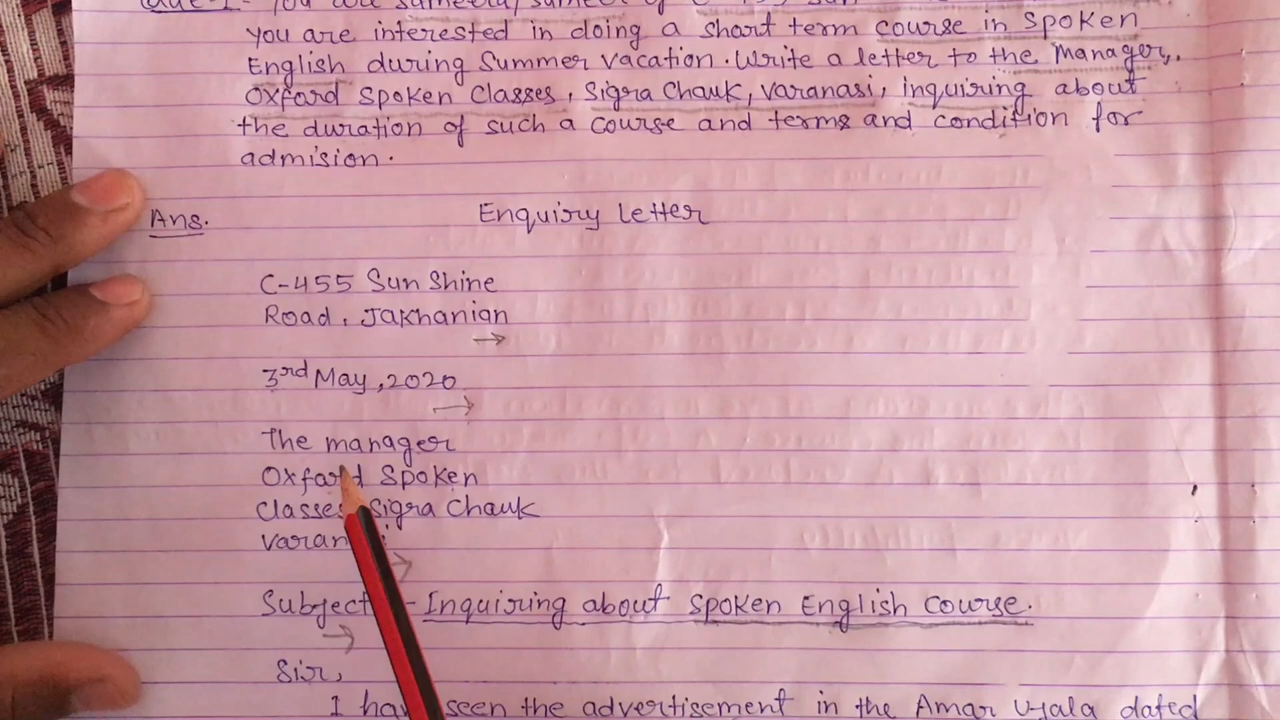 You are
you are interested in doing a short term course in spoken
English during Summer vacation. Write a letter to the Manager,
Oxford spoken Classes, Sigra Chauk, Varanasi, inquiring about
the duration of such a course and terms and condition for
admision.
Ans. Enquiry Letter
C-455 Sun Shine
Road, Jakhanian
3rd May, 2020
The manager
Oxford Spoken
Classes Sigra Chauk
Subject - Inquiring about spoken English course.
Sir,
I seen the advertisement in the Amar Ujala dated